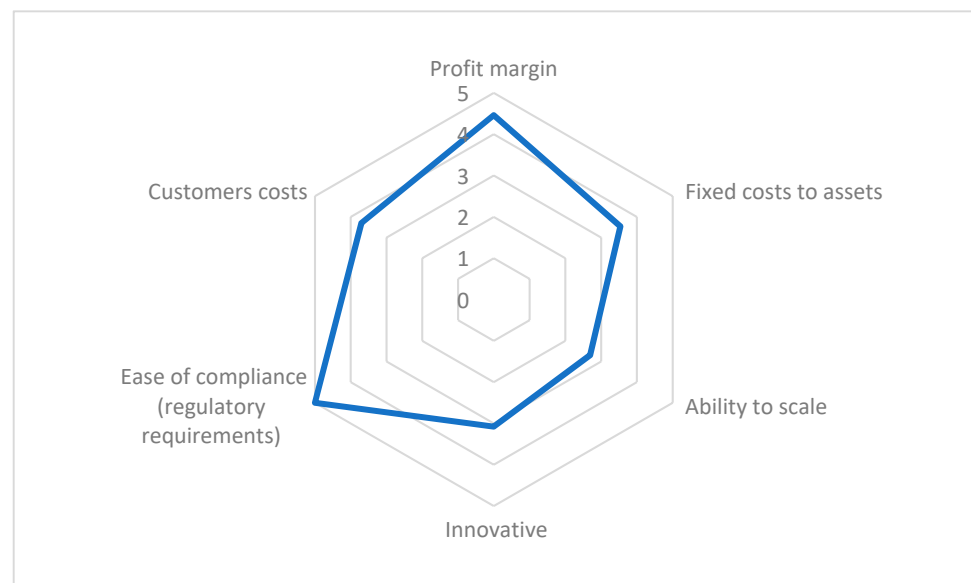 Profit margin
5
4
3
2
1
0
Customers costs
Fixed costs to assets
Ease of compliance
(regulatory
requirements)
Ability to scale
Innovative